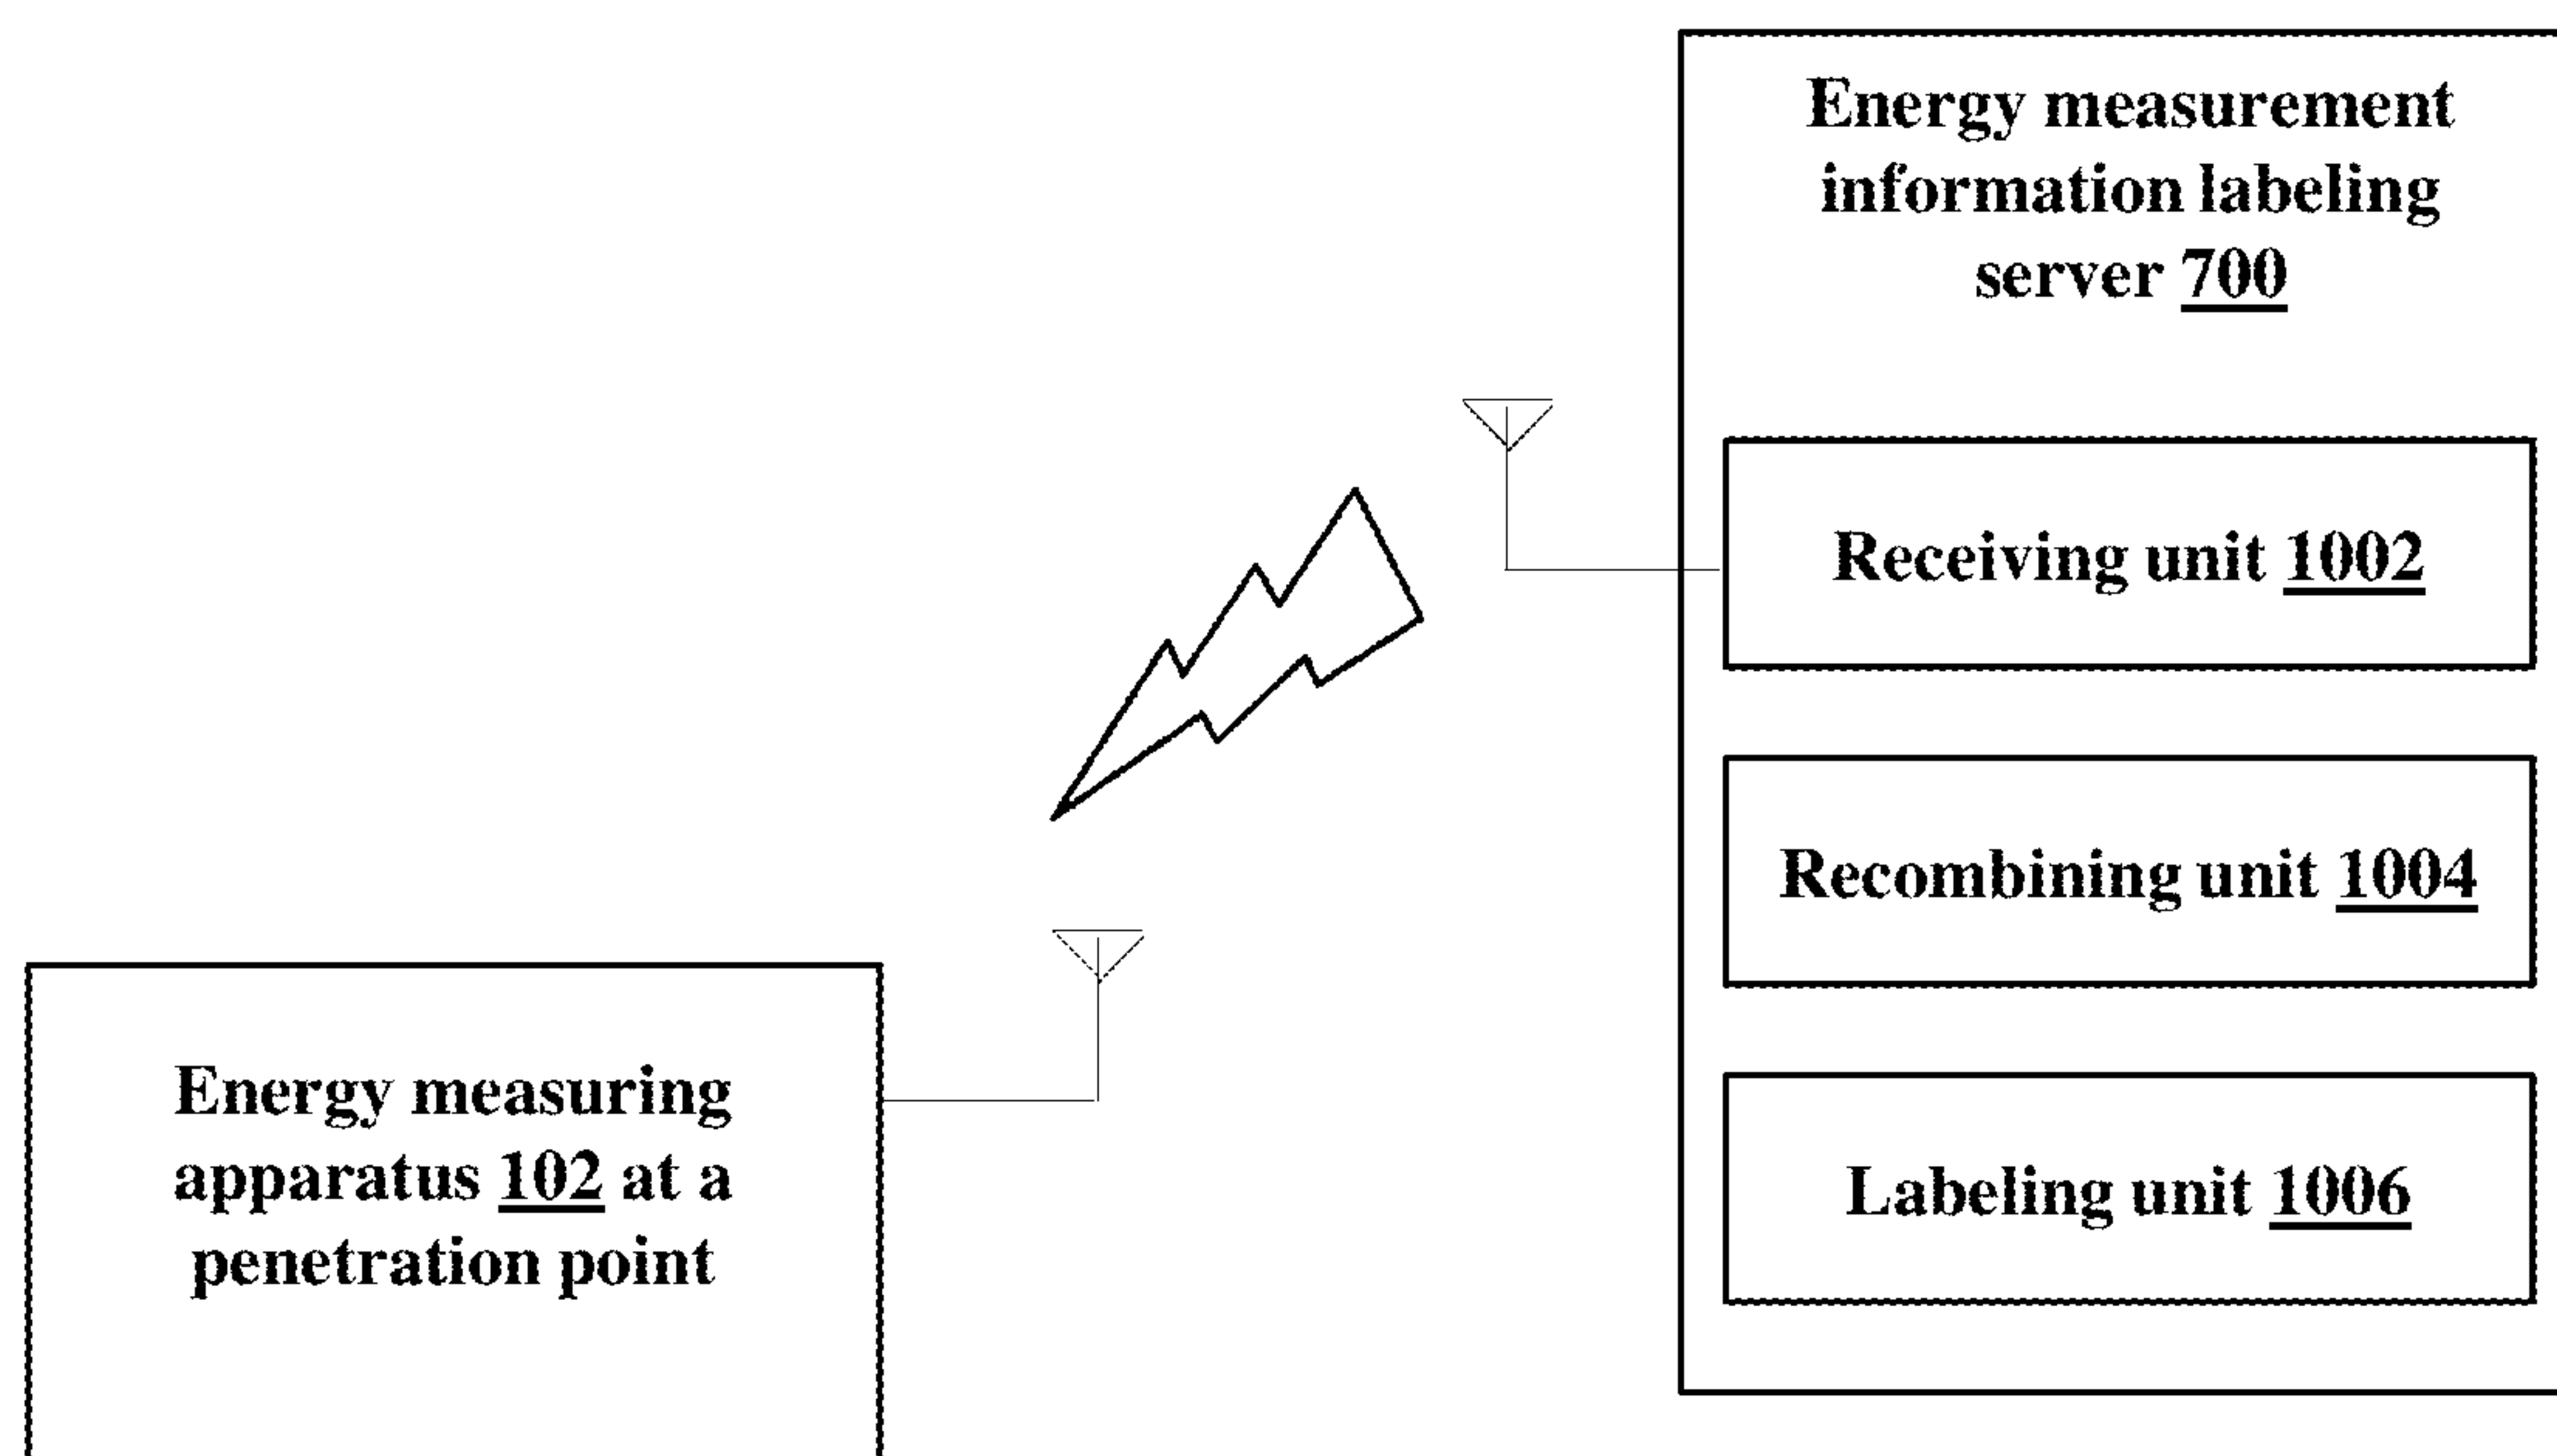 Energy measurement
information labeling
server 700
Receiving unit 1002
Recombining unit 1004
Labeling unit 1006
Energy measuring
apparatus 102 at a
penetration point